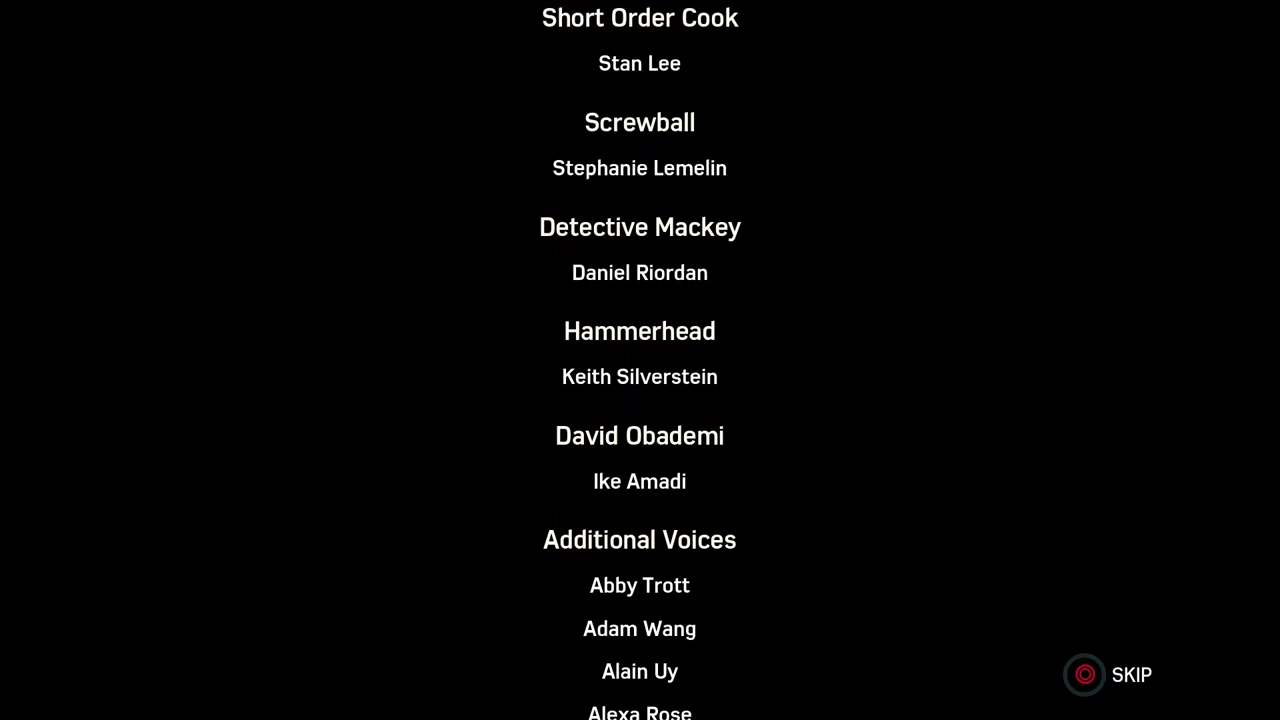 Short Order Cook
Stan Lee
Screwball
Stephanie Lemelin
Detective Mackey
Daniel Riordan
Hammerhead
Keith Silverstein
David Obademi
Ike Amadi
Additional Voices
Abby Trott
Adam Wang
Alain Uy
Alexa Rose
SKIP